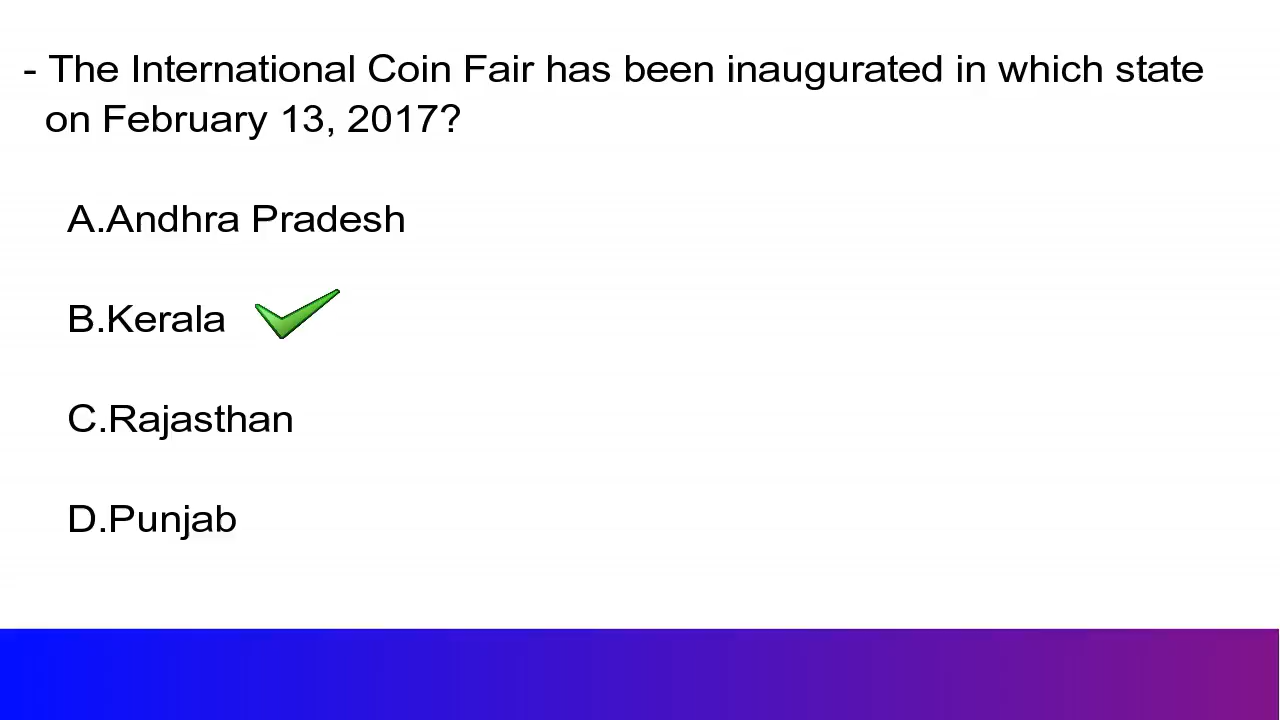 - The International Coin Fair has been inaugurated in which state
on February 13, 2017?
A.Andhra Pradesh
B.Kerala
C.Rajasthan
D.Punjab